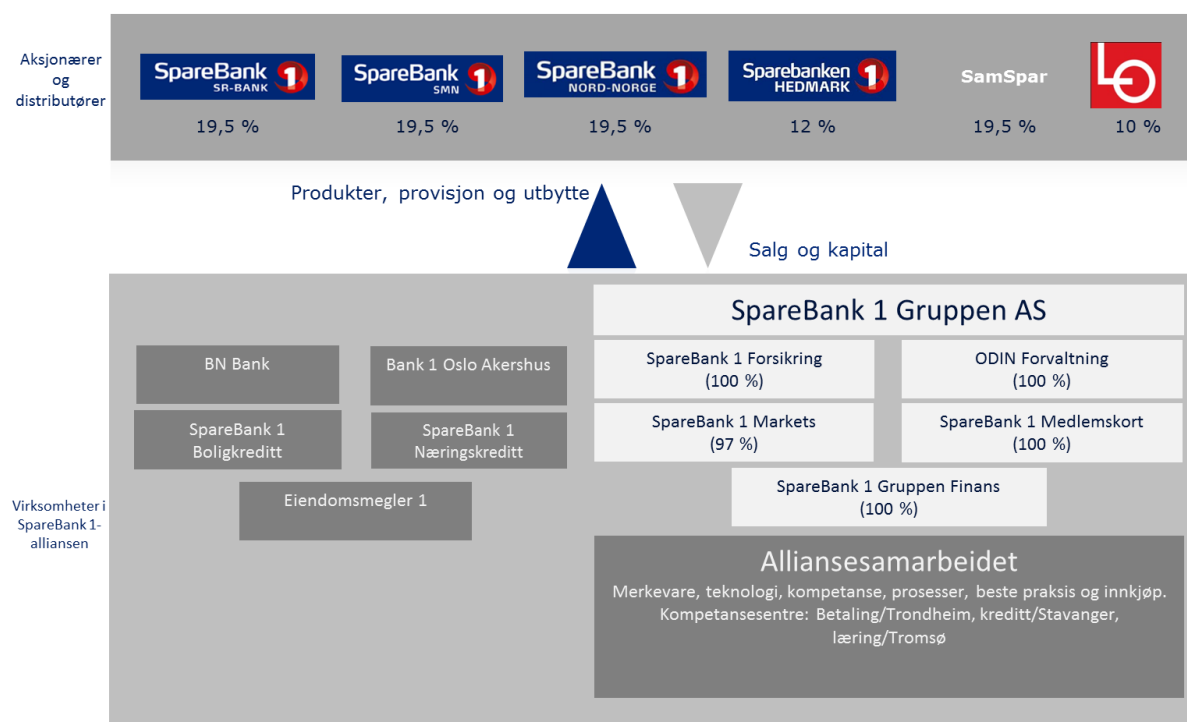 Aksjonærer
og
distributører
SpareBank 1
SR-BANK
19,5 %
SpareBank 1
SMN
19,5 %
SpareBank 1
NORD-NORGE
19,5 %
Sparebanken 1
HEDMARK
12 %
SamSpar
19,5 %
LO
10 %
Produkter, provisjon og utbytte
Salg og kapital
Virksomheter i
SpareBank 1-
alliansen
BN Bank
Bank 1 Oslo Akershus
SpareBank 1
Boligkreditt
SpareBank 1
Næringskreditt
Eiendomsmegler 1
SpareBank 1 Gruppen AS
SpareBank 1 Forsikring
(100 %)
ODIN Forvaltning
(100 %)
SpareBank 1 Markets
(97 %)
SpareBank 1 Medlemskort
(100 %)
SpareBank 1 Gruppen Finans
(100 %)
Alliansesamarbeidet
Merkevare, teknologi, kompetanse, prosesser, beste praksis og innkjøp.
Kompetansesentre: Betaling/Trondheim, kreditt/Stavanger,
læring/Tromsø